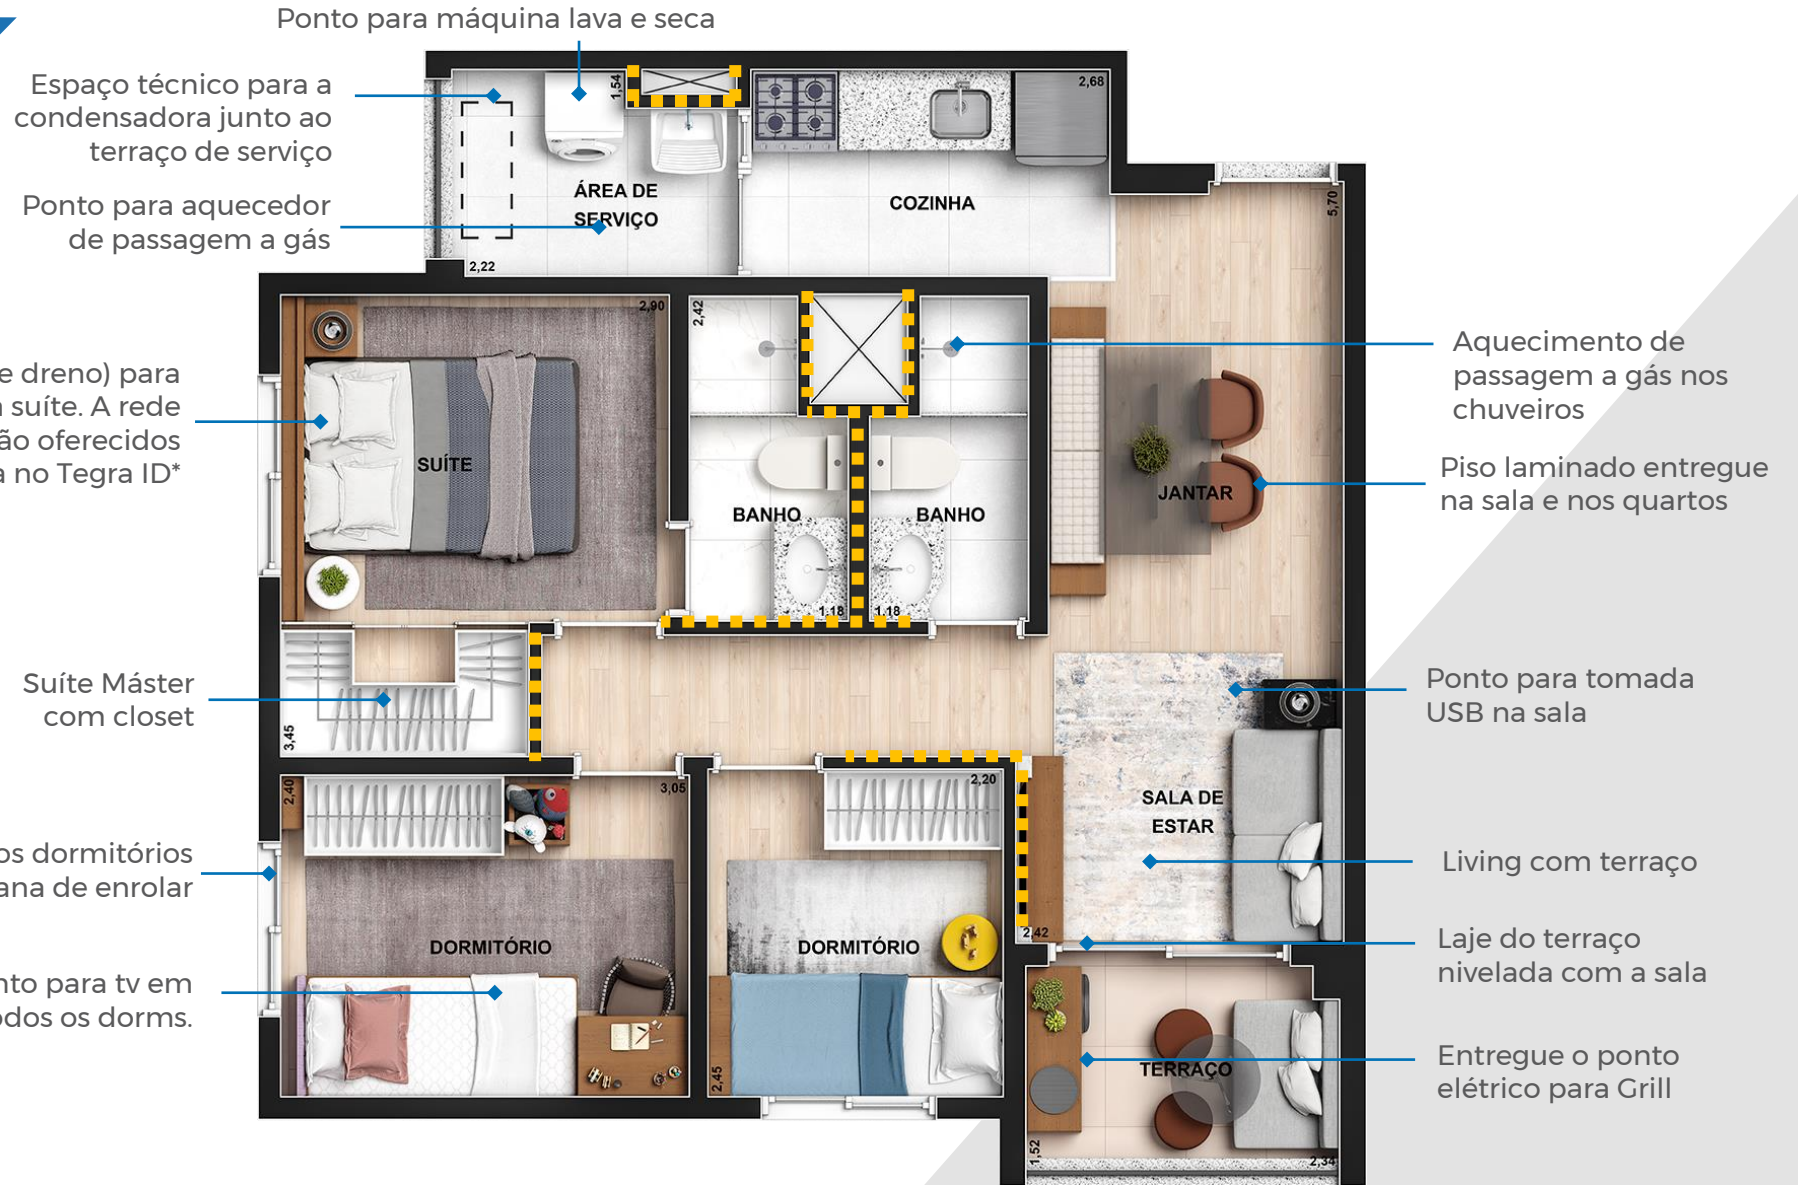 Ponto para máquina lava e seca
Espaço técnico para a
condensadora junto ao
terraço de serviço
Ponto para aquecedor
de passagem a gás
e dreno) para
suíte. A rede
ão oferecidos
a no Tegra ID*
Suíte Máster
com closet
os dormitórios
ana de enrolar
nto para tv em
odos os dorms.
1,54
2,68
ÁREA DE
SERVIÇO
COZINHA
5,70
2,22
2,90
2,42
SUÍTE
BANHO
BANHO
JANTAR
1,18
1,18
3,45
2,40
3,05
2,20
SALA DE
ESTAR
DORMITÓRIO
DORMITÓRIO
2,42
2,45
TERRAÇO
1,52
2,34
Aquecimento de
passagem a gás nos
chuveiros
Piso laminado entregue
na sala e nos quartos
Ponto para tomada
USB na sala
Living com terraço
Laje do terraço
nivelada com a sala
Entregue o ponto
elétrico para Grill